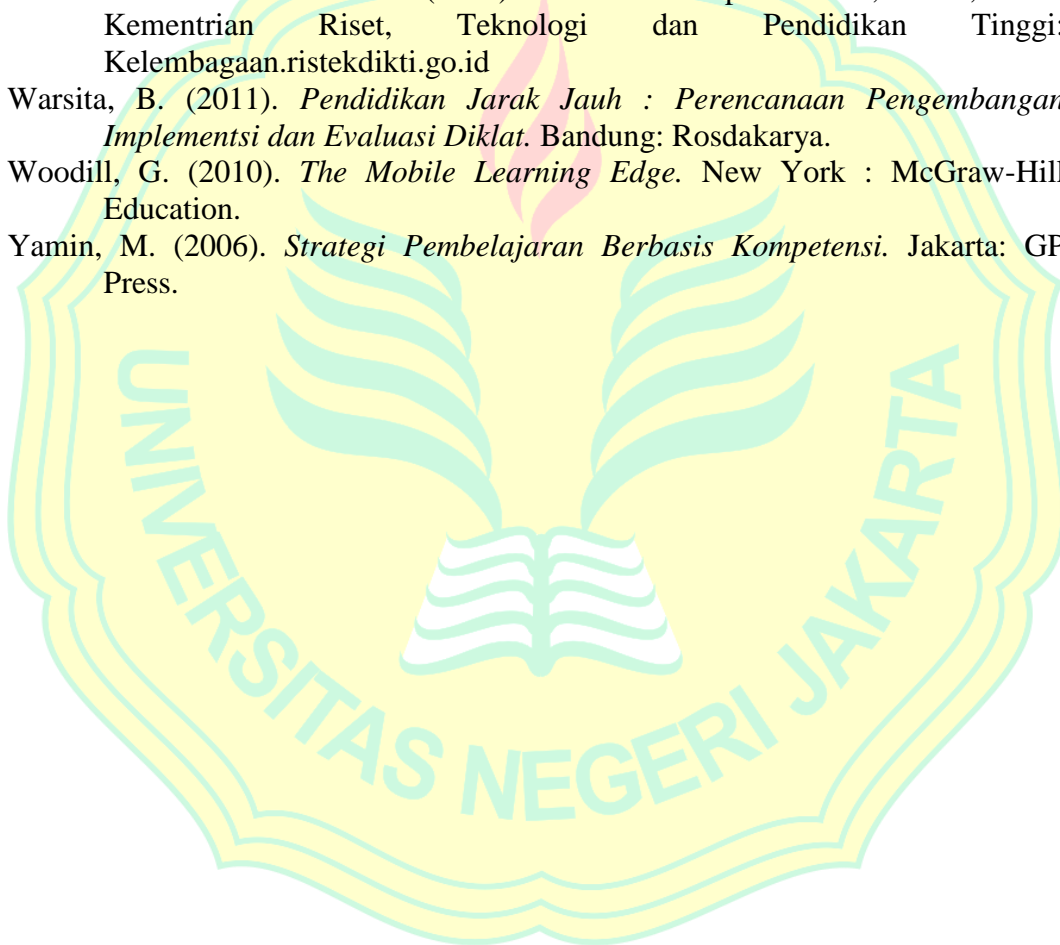 Kementrian Riset, Teknologi dan Pendidikan Tinggi:
Kelembagaan.ristekdikti.go.id
Warsita, B. (2011). Pendidikan Jarak Jauh : Perencanaan Pengembangan
Implementsi dan Evaluasi Diklat. Bandung: Rosdakarya.
Woodill, G. (2010). The Mobile Learning Edge. New York : McGraw-Hill
Education.
Yamin, M. (2006). Strategi Pembelajaran Berbasis Kompetensi. Jakarta: GP
Press.
UNIVERSITAS NEGERI JAKARTA